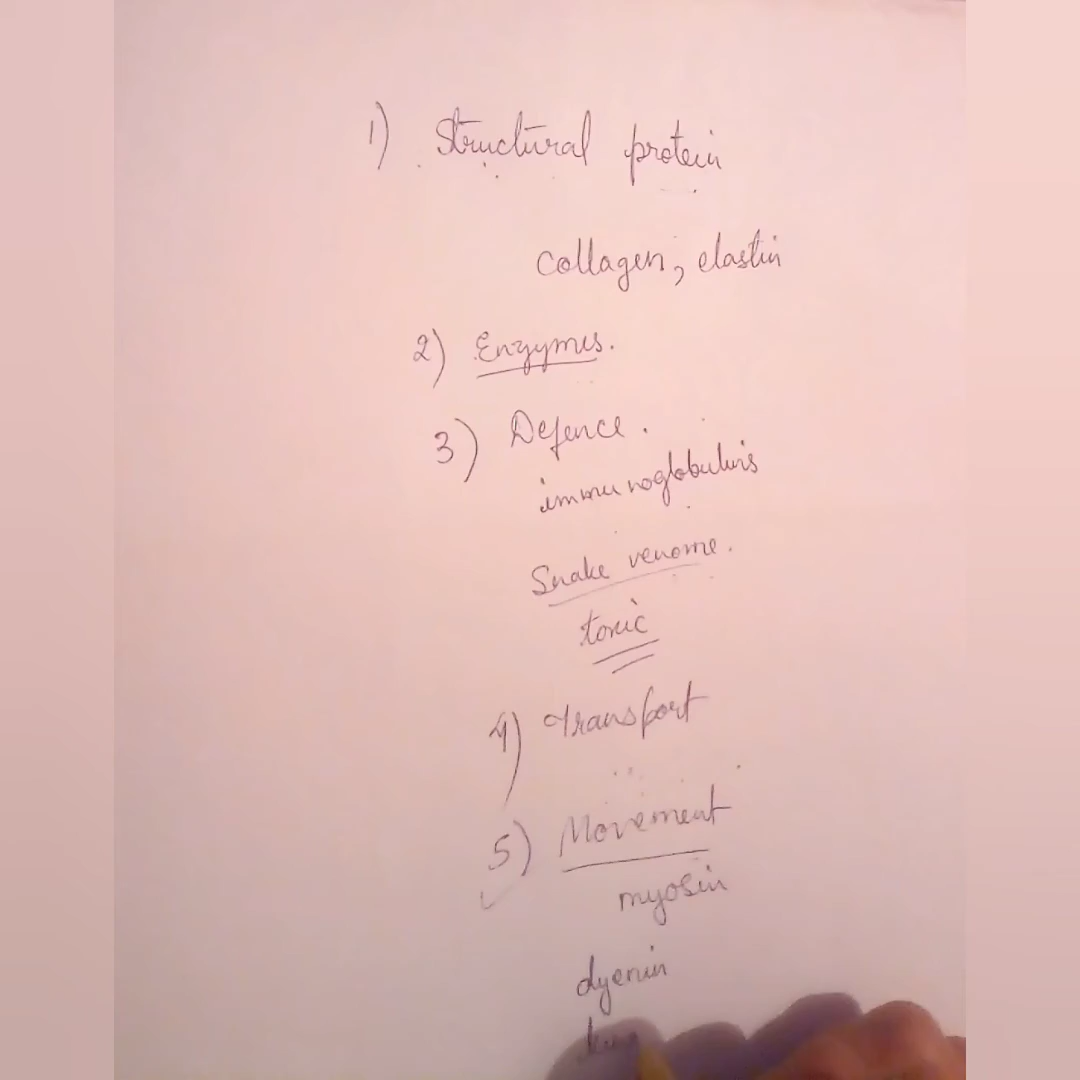 1) Structural protein
collagen, elastin
2) Enzymes.
3) Defence.
immunoglobulins
Snake venome.
toxic
4) Transport
5) Movement
myosin
dyenin